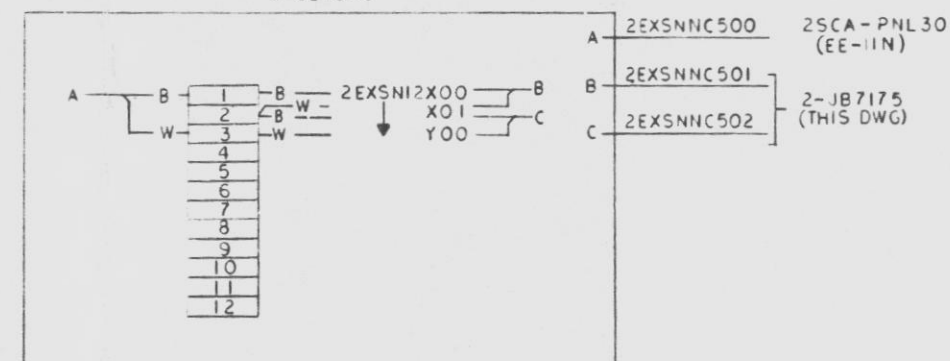 A 2EXSNNC500 2SCA-PNL30
(EE-11N)
B 2EXSNNC501
2-JB7175
(THIS DWG)
C 2EXSNNC502
A B 1 B 2EXSN12X00 B
W
2 B X01 C
W 3 W Y00
4
5
6
7
8
9
10
11
12